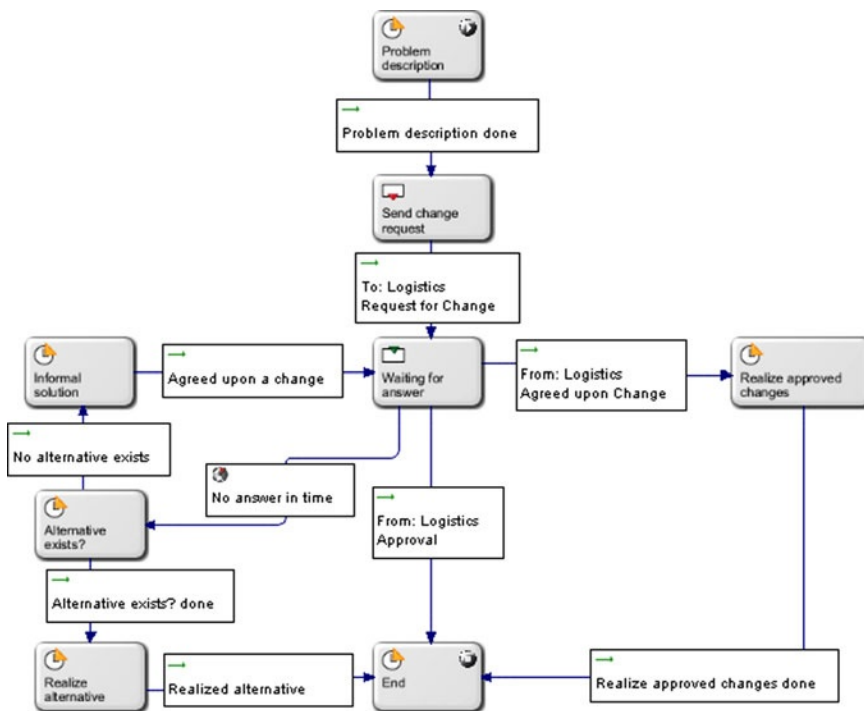 Problem
description
Problem description done
Send change
request
To: Logistics
Request for Change
Informal
solution
Agreed upon a change
Waiting for
answer
From: Logistics
Agreed upon Change
Realize approved
changes
No alternative exists
No answer in time
Alternative
exists?
From: Logistics
Approval
Alternative exists? done
Realize
alternative
Realized alternative
End
Realize approved changes done